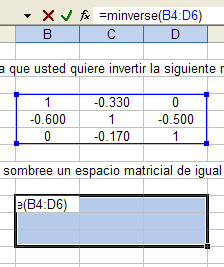 fx =minverse(B4:D6)
B C D
a que usted quiere invertir la siguiente
1 -0.330 0
-0.600 1 -0.500
0 -0.170 1
sombree un espacio matricial de igual
(B4:D6)